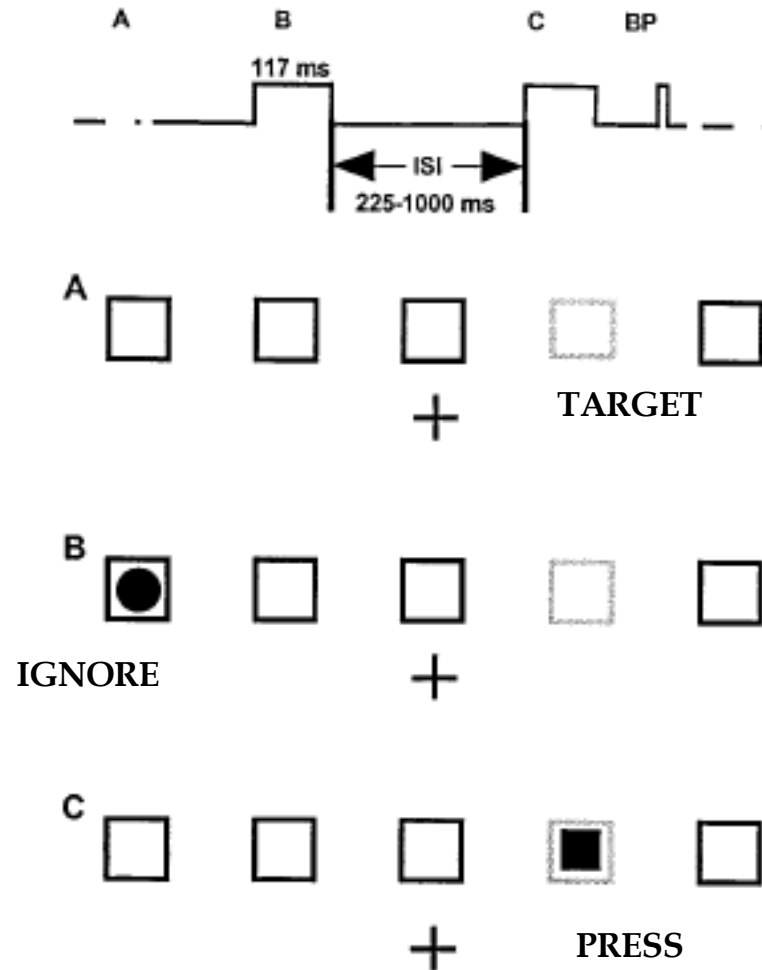 A B C BP
117 ms
ISI
225-1000 ms
A
TARGET
B
IGNORE
C
PRESS